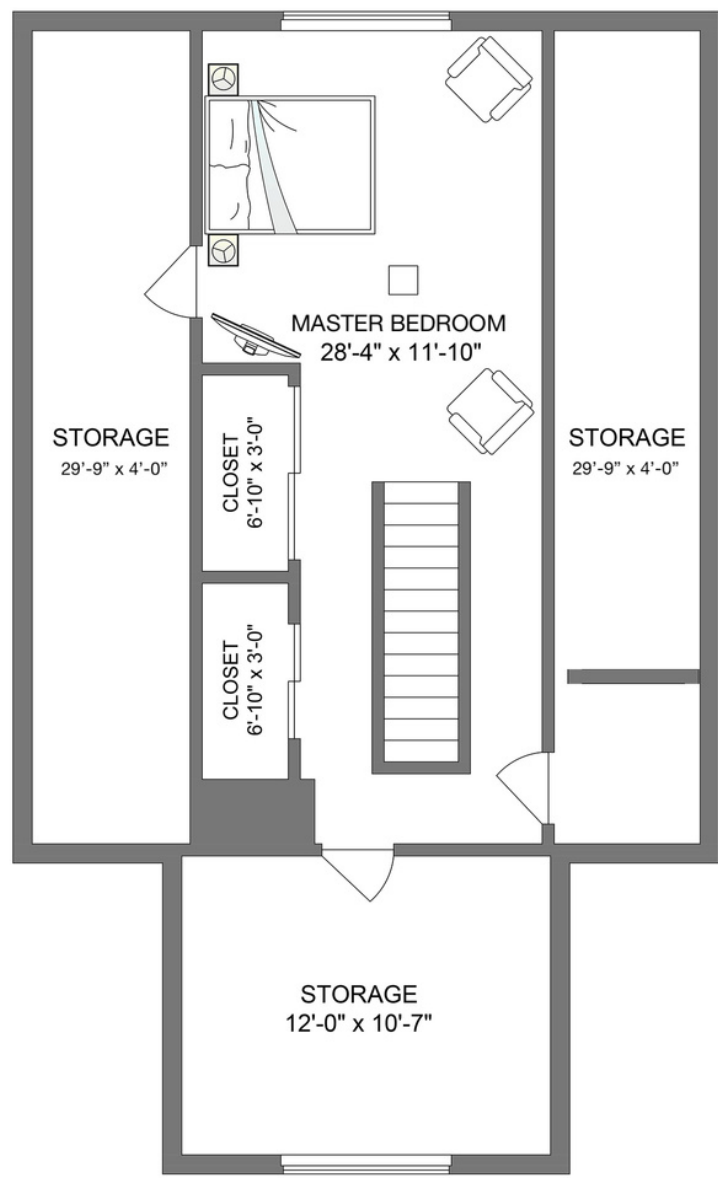 MASTER BEDROOM
28'-4" x 11'-10"
STORAGE
29’-9” x 4’-0”
CLOSET
6'-10" x 3'-0"
STORAGE
29’-9” x 4’-0”
CLOSET
6'-10" x 3'-0"
STORAGE
12'-0" x 10'-7"